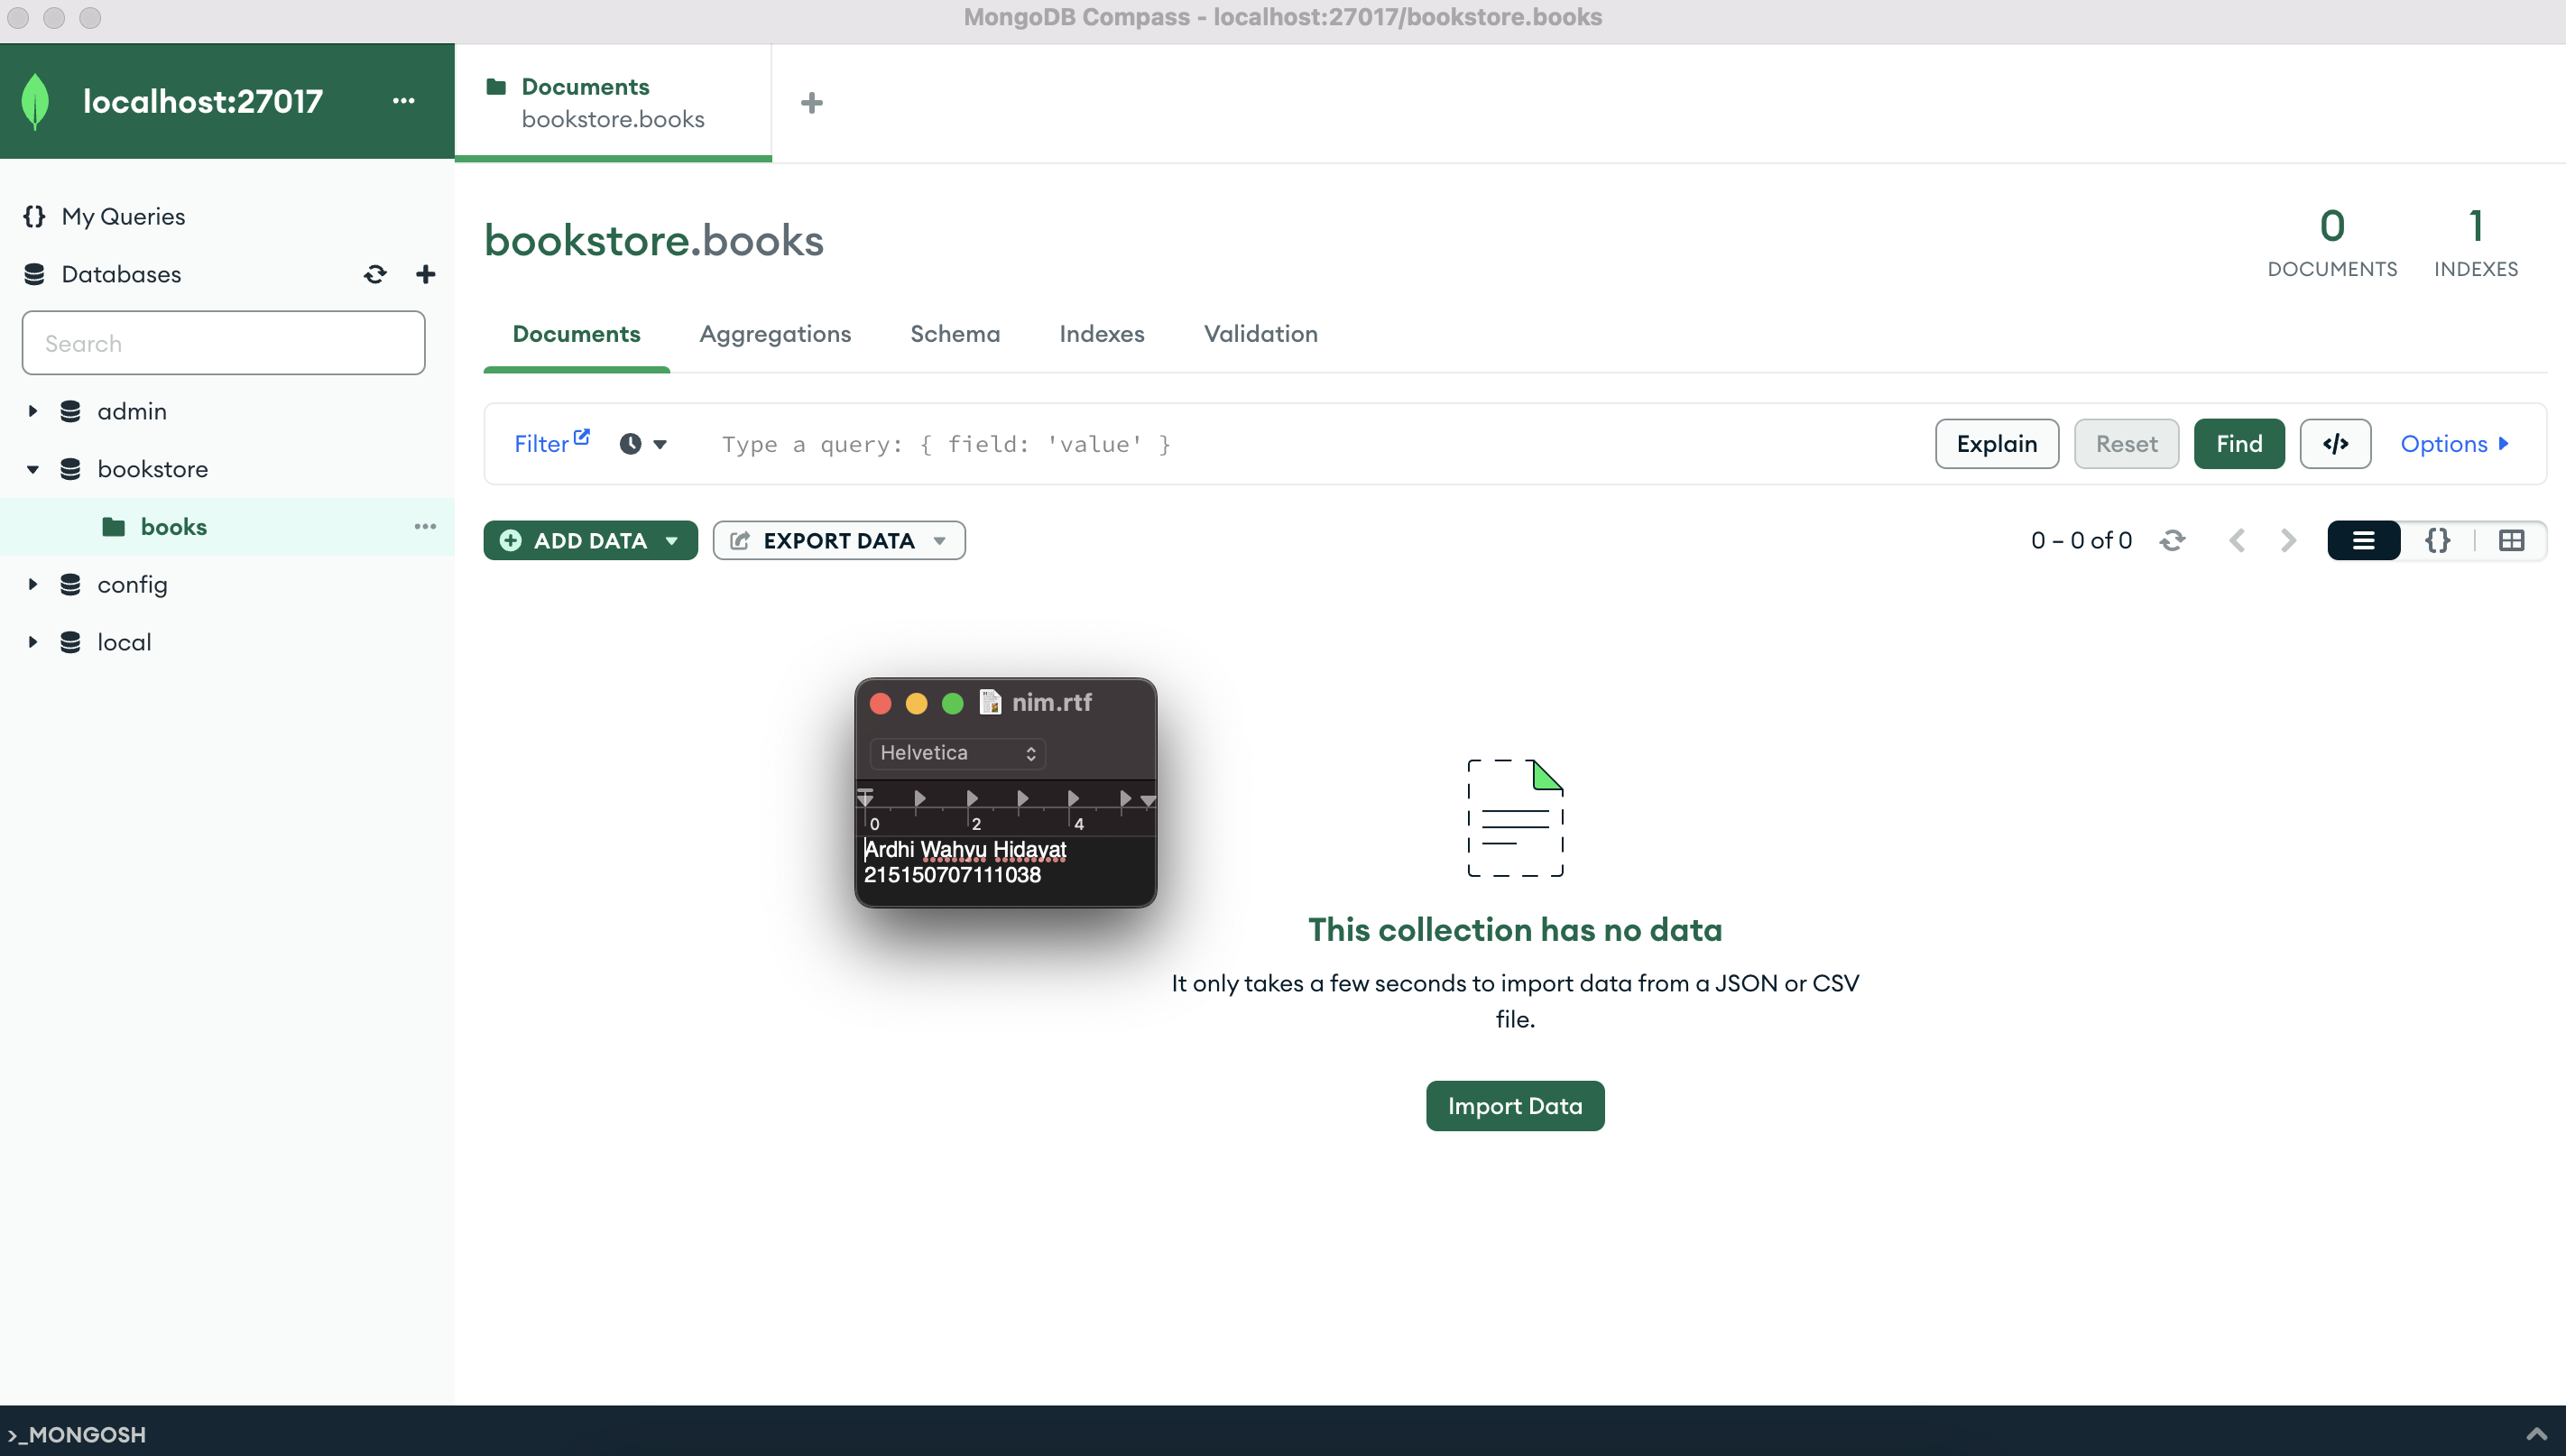 MongoDB Compass - localhost:27017/bookstore.books
localhost:27017
Documents
bookstore.books
My Queries
Databases
Search
admin
bookstore
books
config
local
bookstore.books
0
DOCUMENTS
1
INDEXES
Documents
Aggregations
Schema
Indexes
Validation
Filter
Type a query: { field: 'value' }
Explain
Reset
Find
</>
Options
ADD DATA
EXPORT DATA
0 – 0 of 0
{}
nim.rtf
Helvetica
0 2 4
Ardhi Wahyu Hidayat
215150707111038
This collection has no data
It only takes a few seconds to import data from a JSON or CSV
file.
Import Data
>_MONGOSH